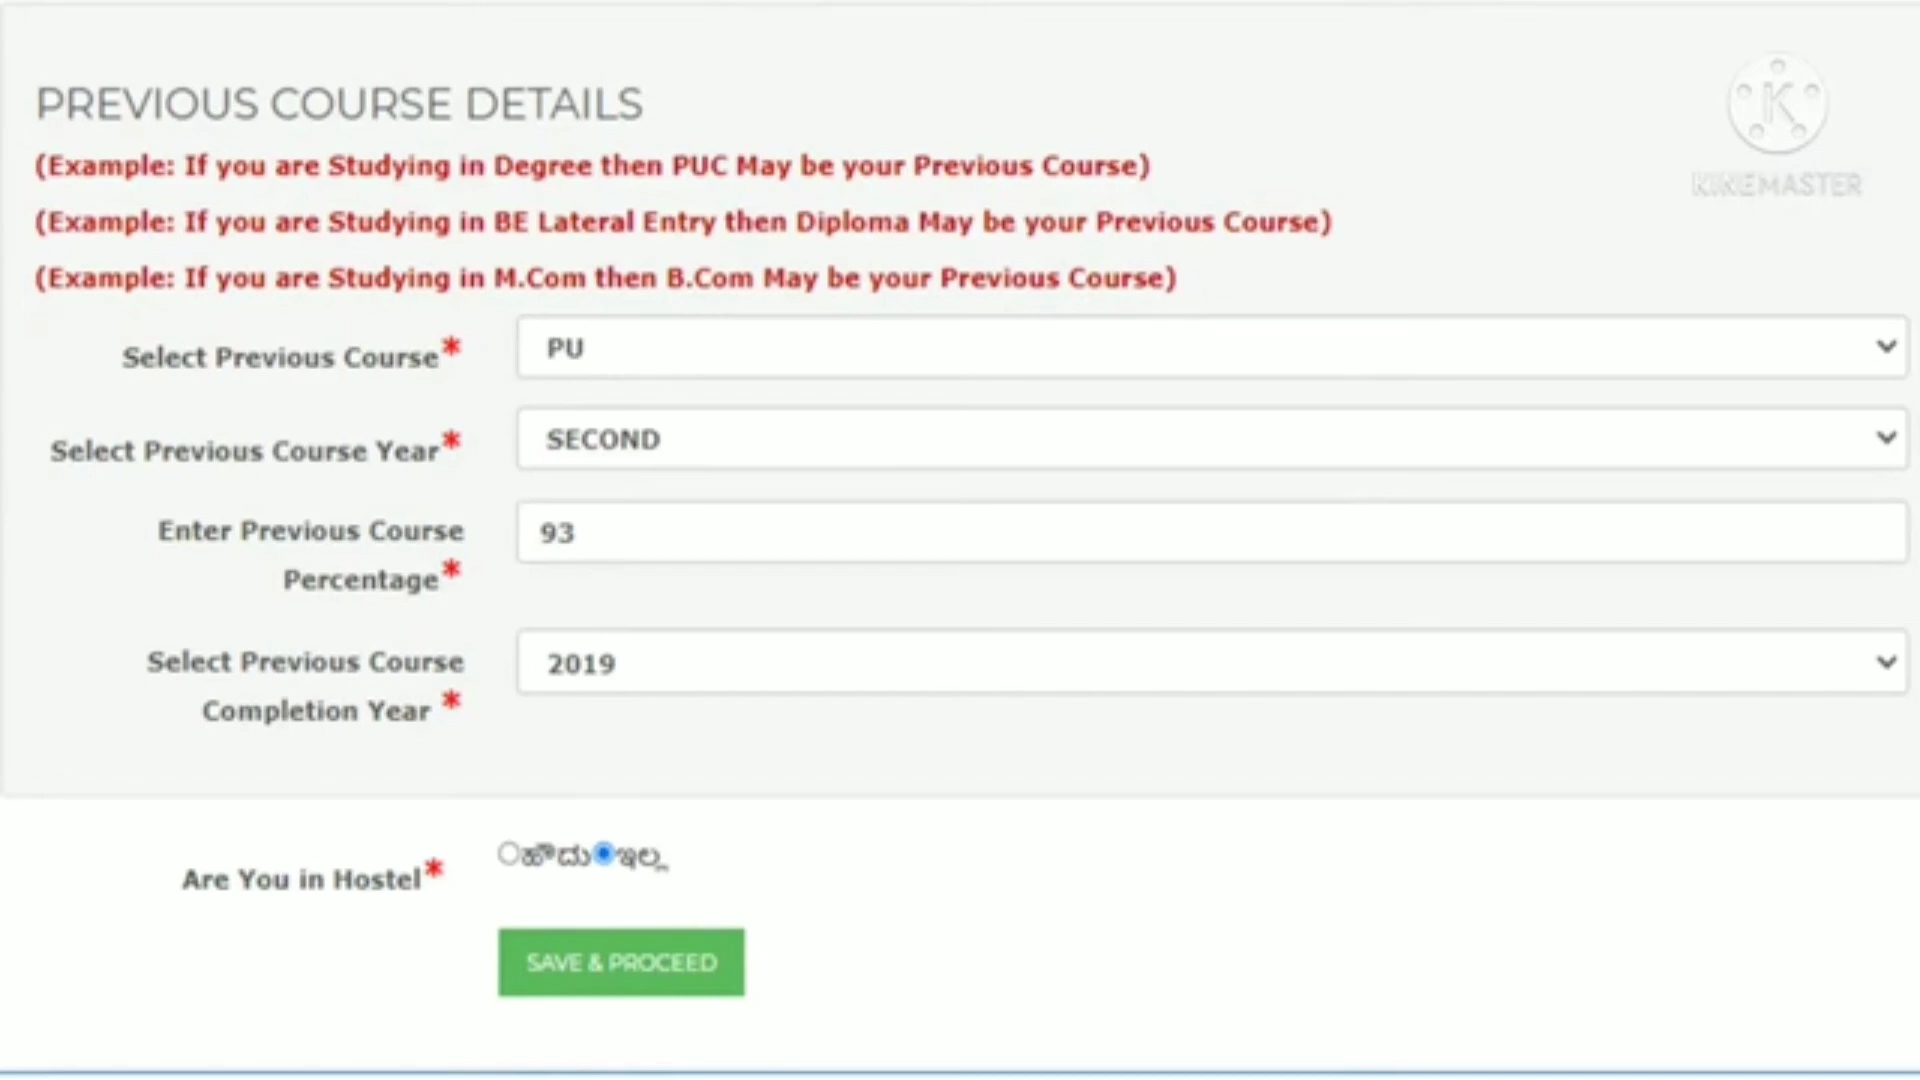 PREVIOUS COURSE DETAILS
(Example: If you are Studying in Degree then PUC May be your Previous Course)
(Example: If you are Studying in BE Lateral Entry then Diploma May be your Previous Course)
(Example: If you are Studying in M.Com then B.Com May be your Previous Course)
Select Previous Course* PU
Select Previous Course Year* SECOND
Enter Previous Course Percentage* 93
Select Previous Course Completion Year * 2019
Are You in Hostel* ಹೌದು ಇಲ್ಲ
SAVE & PROCEED
K
KINEMASTER